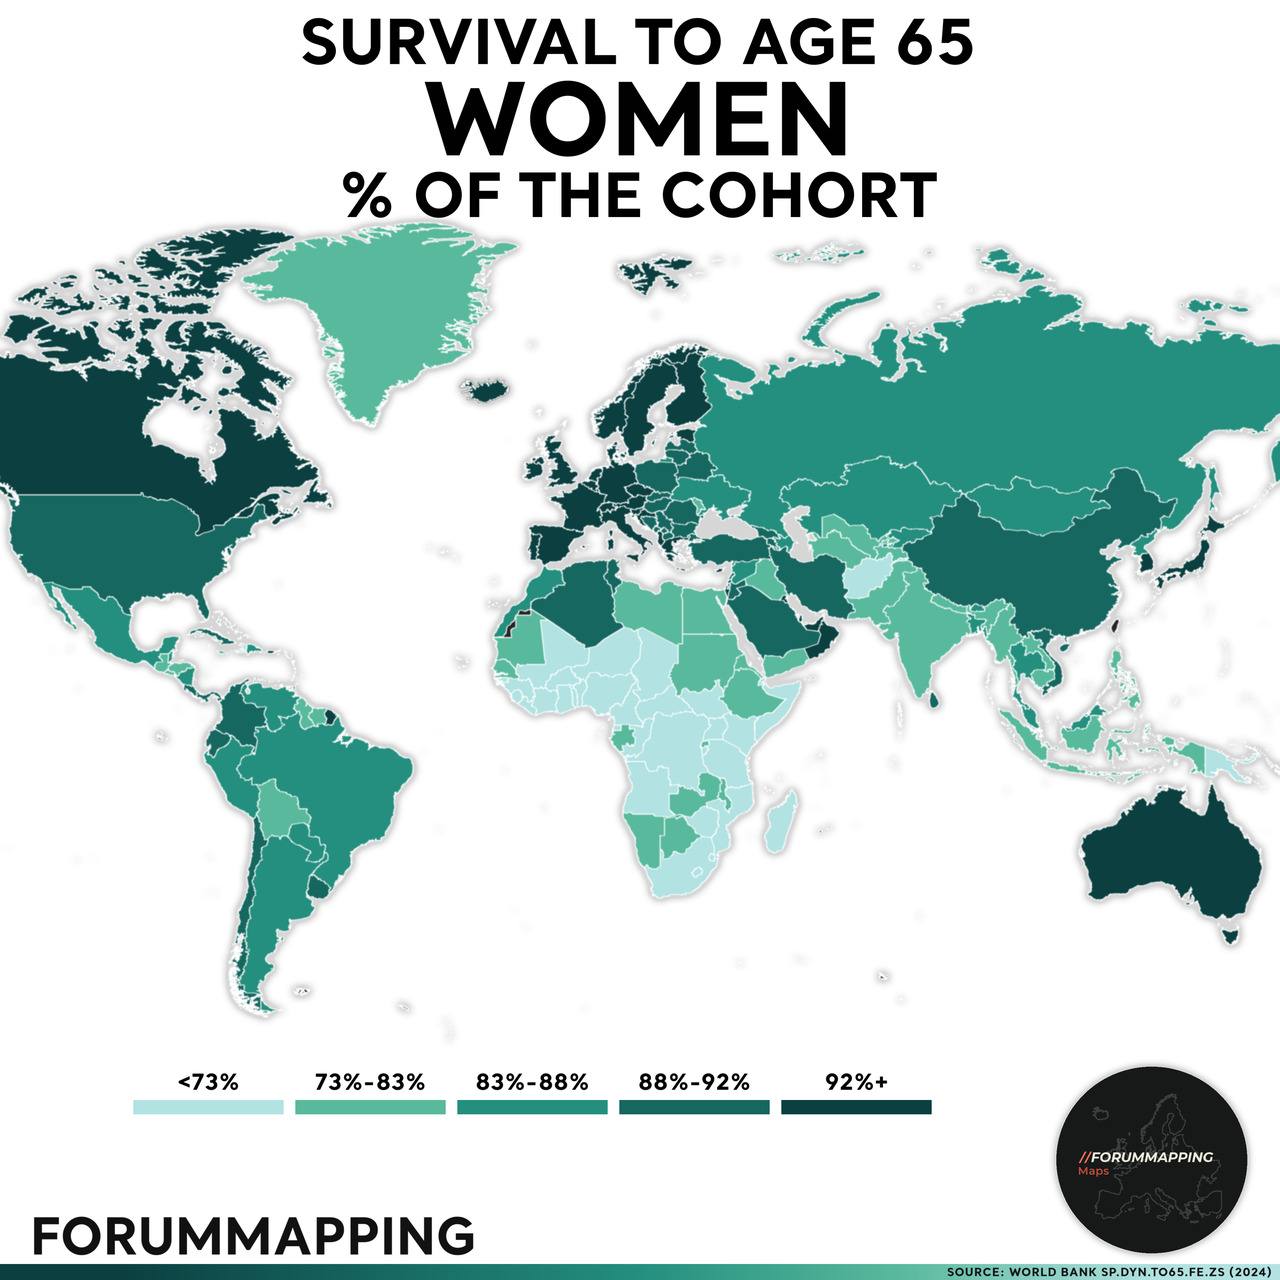 SURVIVAL TO AGE 65
WOMEN
% OF THE COHORT
<73%
73%-83%
83%-88%
88%-92%
92%+
//FORUMMAPPING
Maps
FORUMMAPPING
SOURCE: WORLD BANK SP.DYN.TO65.FE.ZS (2024)